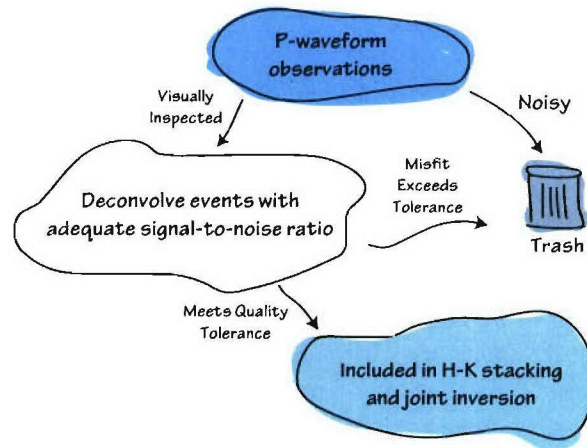 P-waveform
observations
Visually
Inspected
Noisy
Deconvolve events with
adequate signal-to-noise ratio
Misfit
Exceeds
Tolerance
Trash
Meets Quality
Tolerance
Included in H-K stacking
and joint inversion